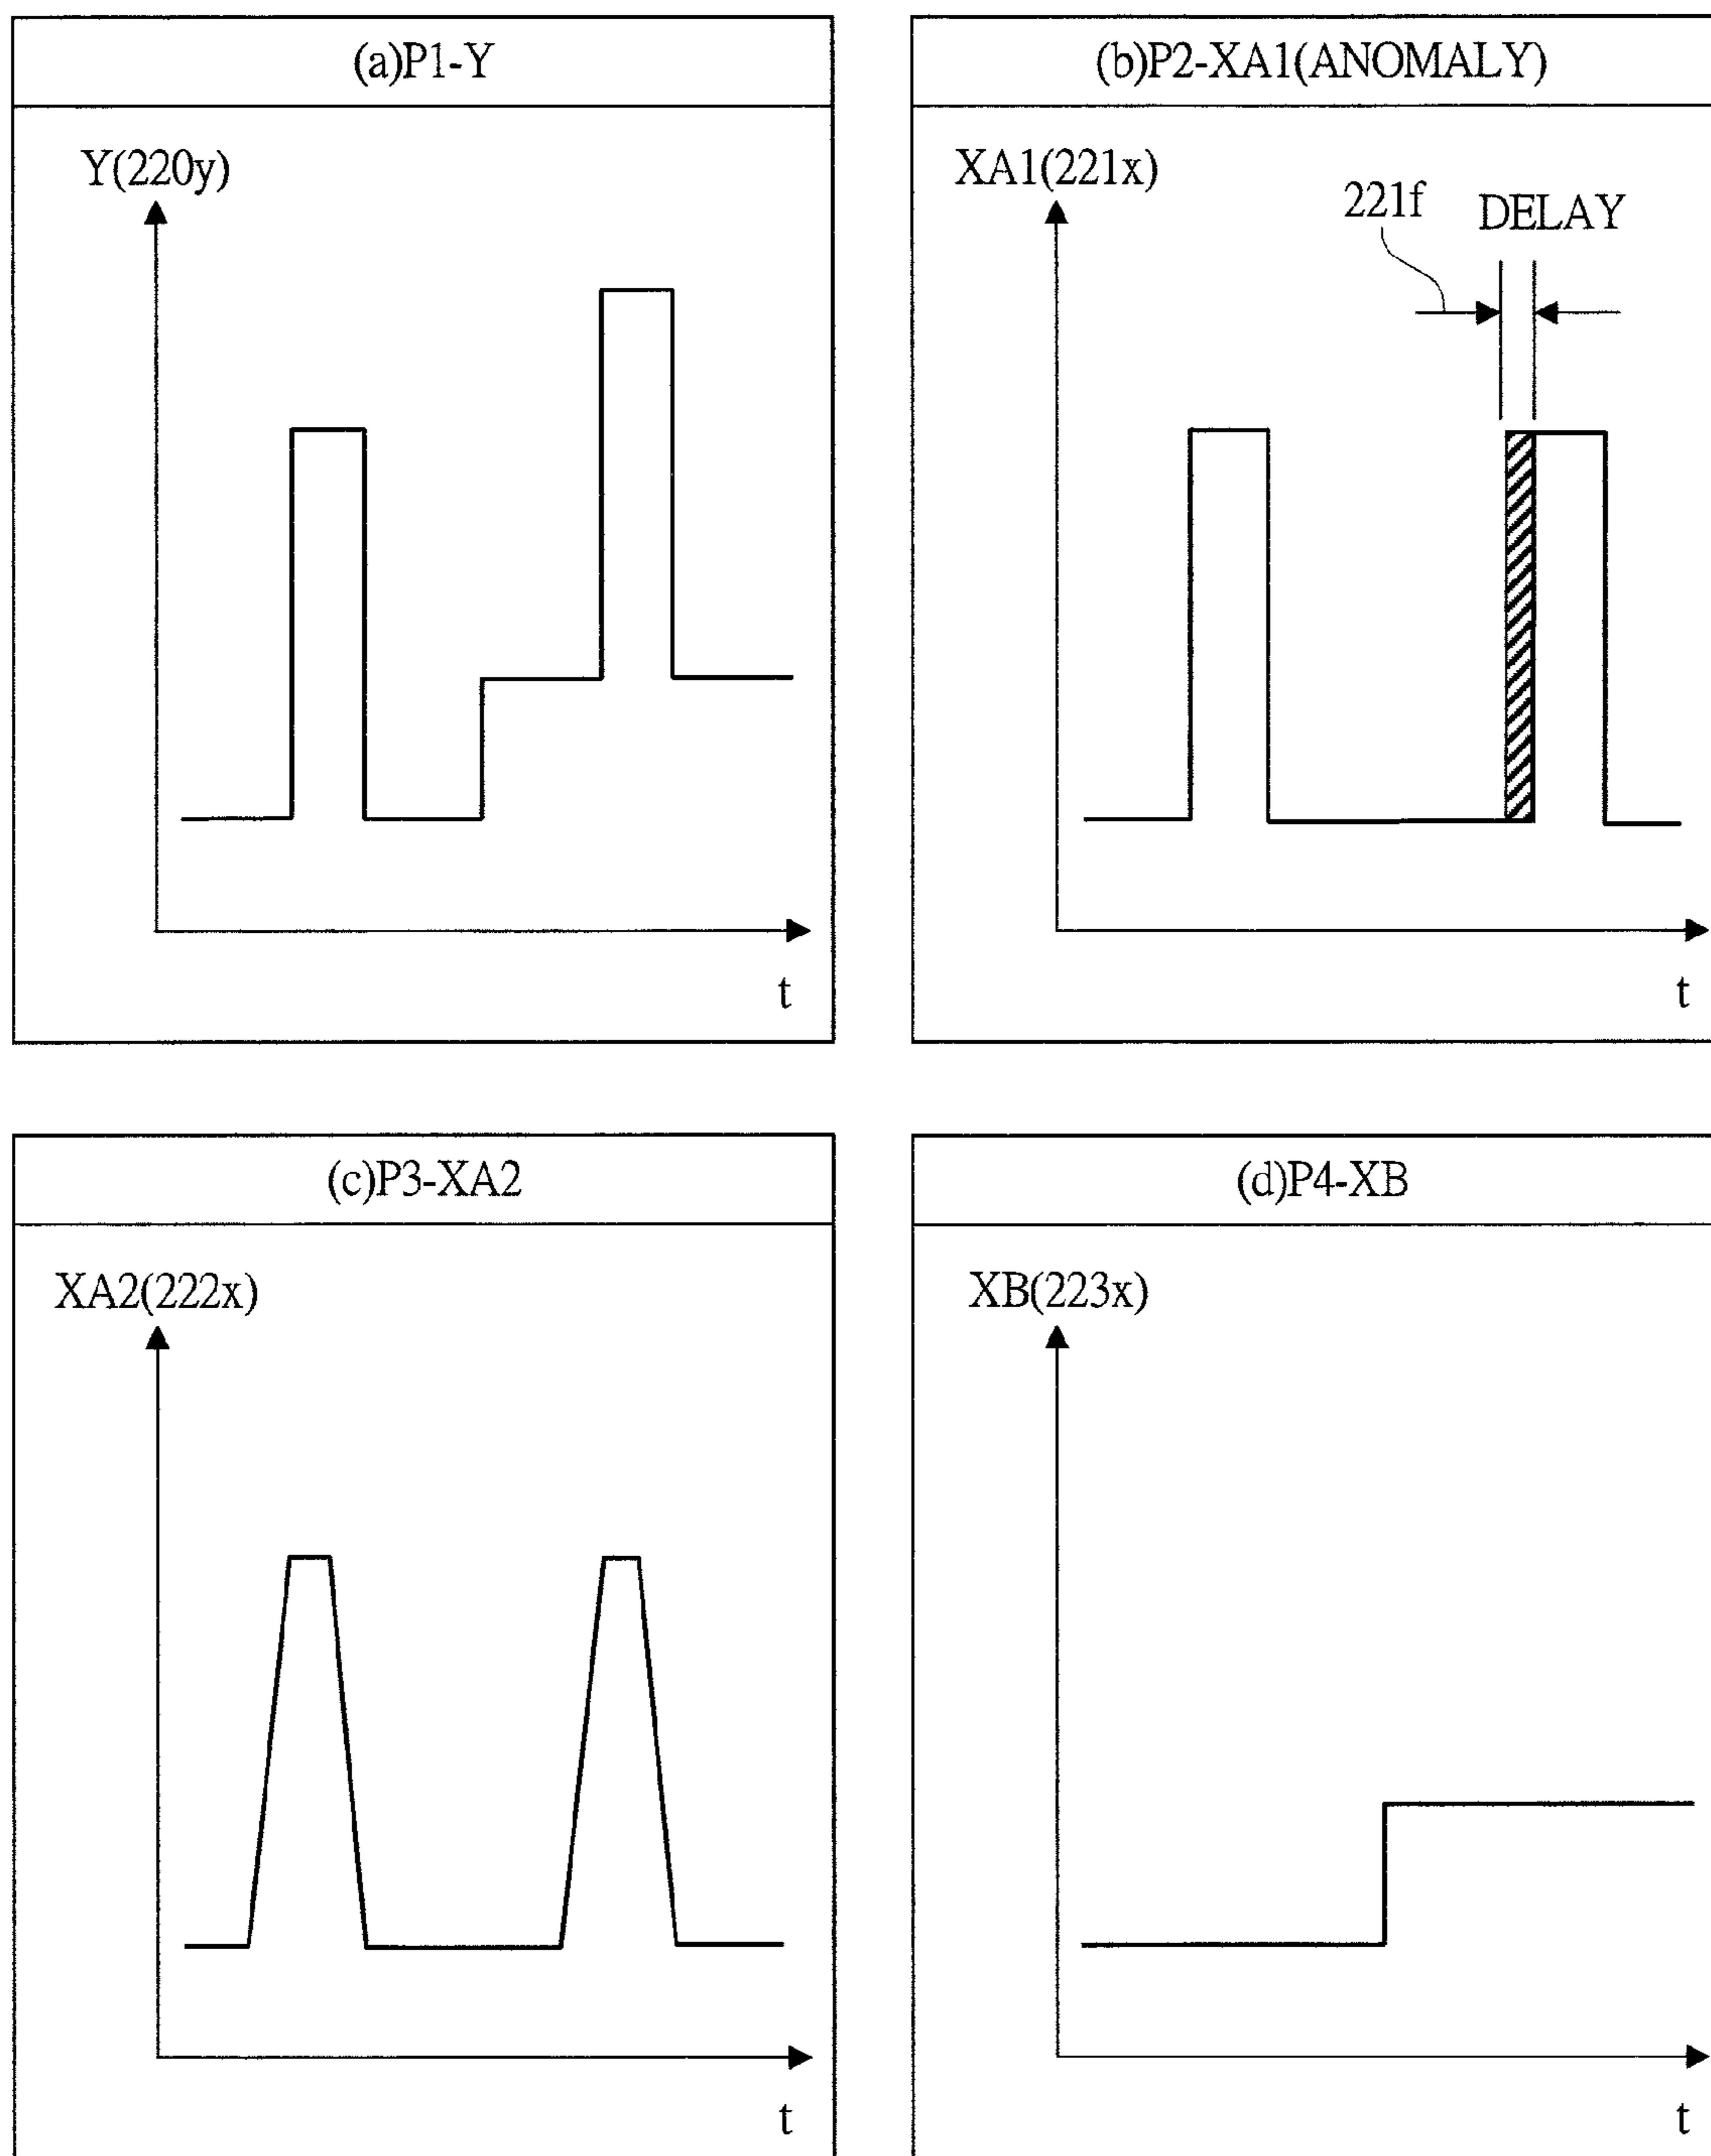 (a)P1-Y
Y(220y)
t
(b)P2-XA1(ANOMALY)
XA1(221x)
221f
DELAY
t
(c)P3-XA2
XA2(222x)
t
(d)P4-XB
XB(223x)
t